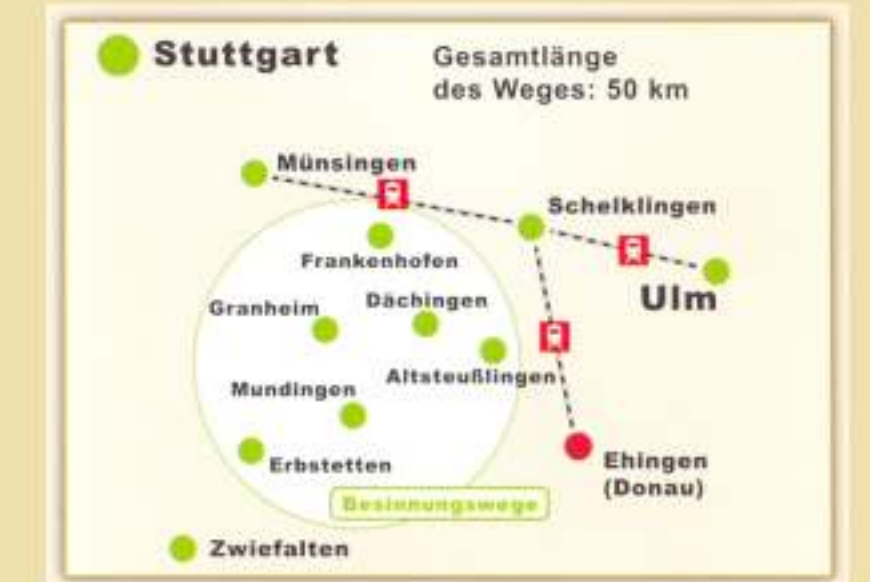 Stuttgart
Gesamtlänge
des Weges: 50 km
Münsingen
Schelklingen
Frankenhofen
Ulm
Granheim
Dächingen
Altsteußlingen
Mundingen
Erbstetten
Ehingen
(Donau)
Besinnungswege
Zwiefalten